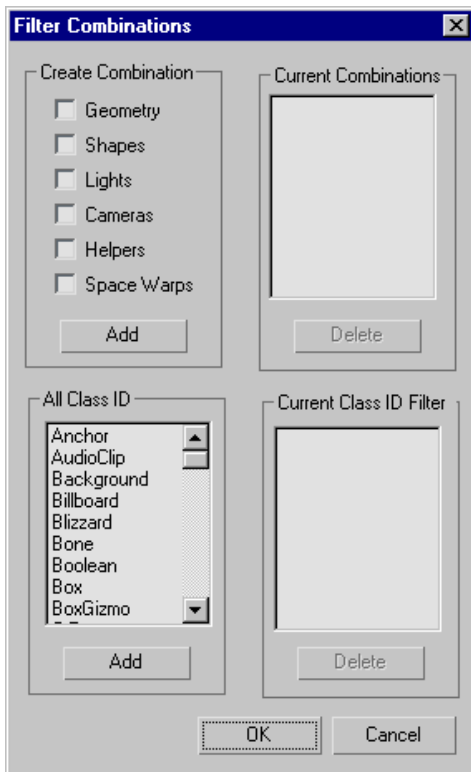 Filter Combinations
Create Combination
Geometry
Shapes
Lights
Cameras
Helpers
Space Warps
Add
Current Combinations
Delete
All Class ID
Anchor
AudioClip
Background
Billboard
Blizzard
Bone
Boolean
Box
BoxGizmo
Add
Current Class ID Filter
Delete
OK
Cancel